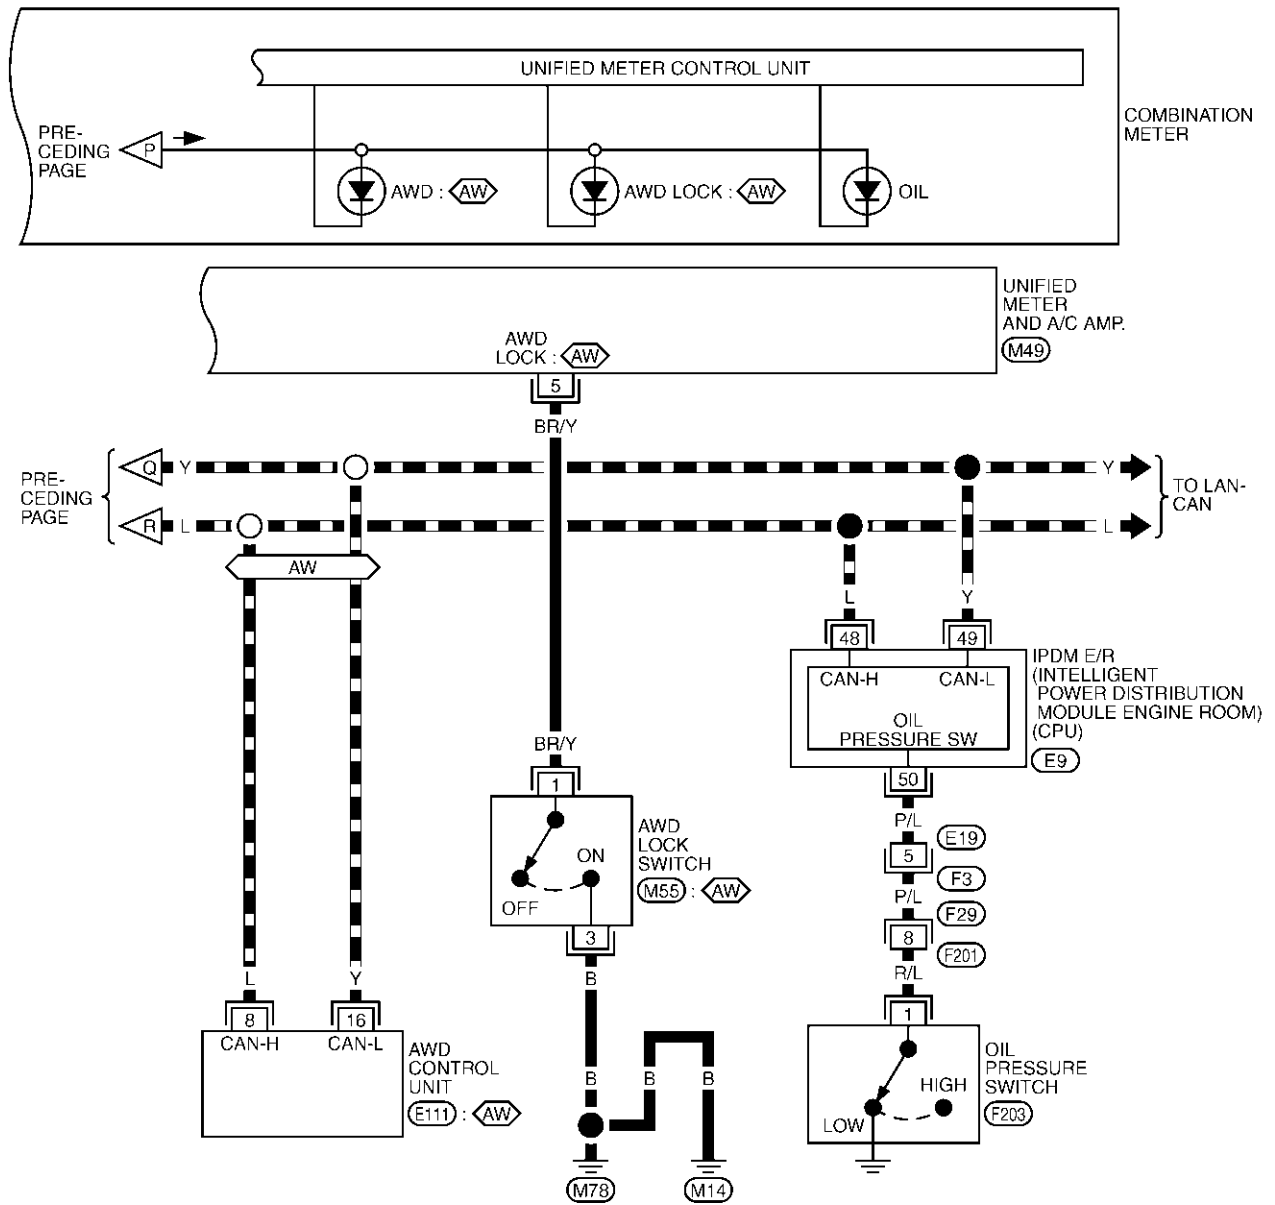 UNIFIED METER CONTROL UNIT
COMBINATION
METER
PRE-
CEDING
PAGE
P
AWD : AW
AWD LOCK : AW
OIL
UNIFIED
METER
AND A/C AMP.
M49
AWD
LOCK : AW
5
BR/Y
PRE-
CEDING
PAGE
Q Y
R L
Y
L
TO LAN-
CAN
AW
L
Y
48
49
CAN-H
CAN-L
OIL
PRESSURE SW
IPDM E/R
(INTELLIGENT
POWER DISTRIBUTION
MODULE ENGINE ROOM)
(CPU)
E9
50
P/L
E19
5
F3
P/L
F29
8
F201
R/L
1
BR/Y
1
AWD
LOCK
SWITCH
M55 : AW
ON
OFF
3
B
L
Y
8
16
CAN-H
CAN-L
AWD
CONTROL
UNIT
E111 : AW
B
B
B
M78
M14
OIL
PRESSURE
SWITCH
F203
HIGH
LOW